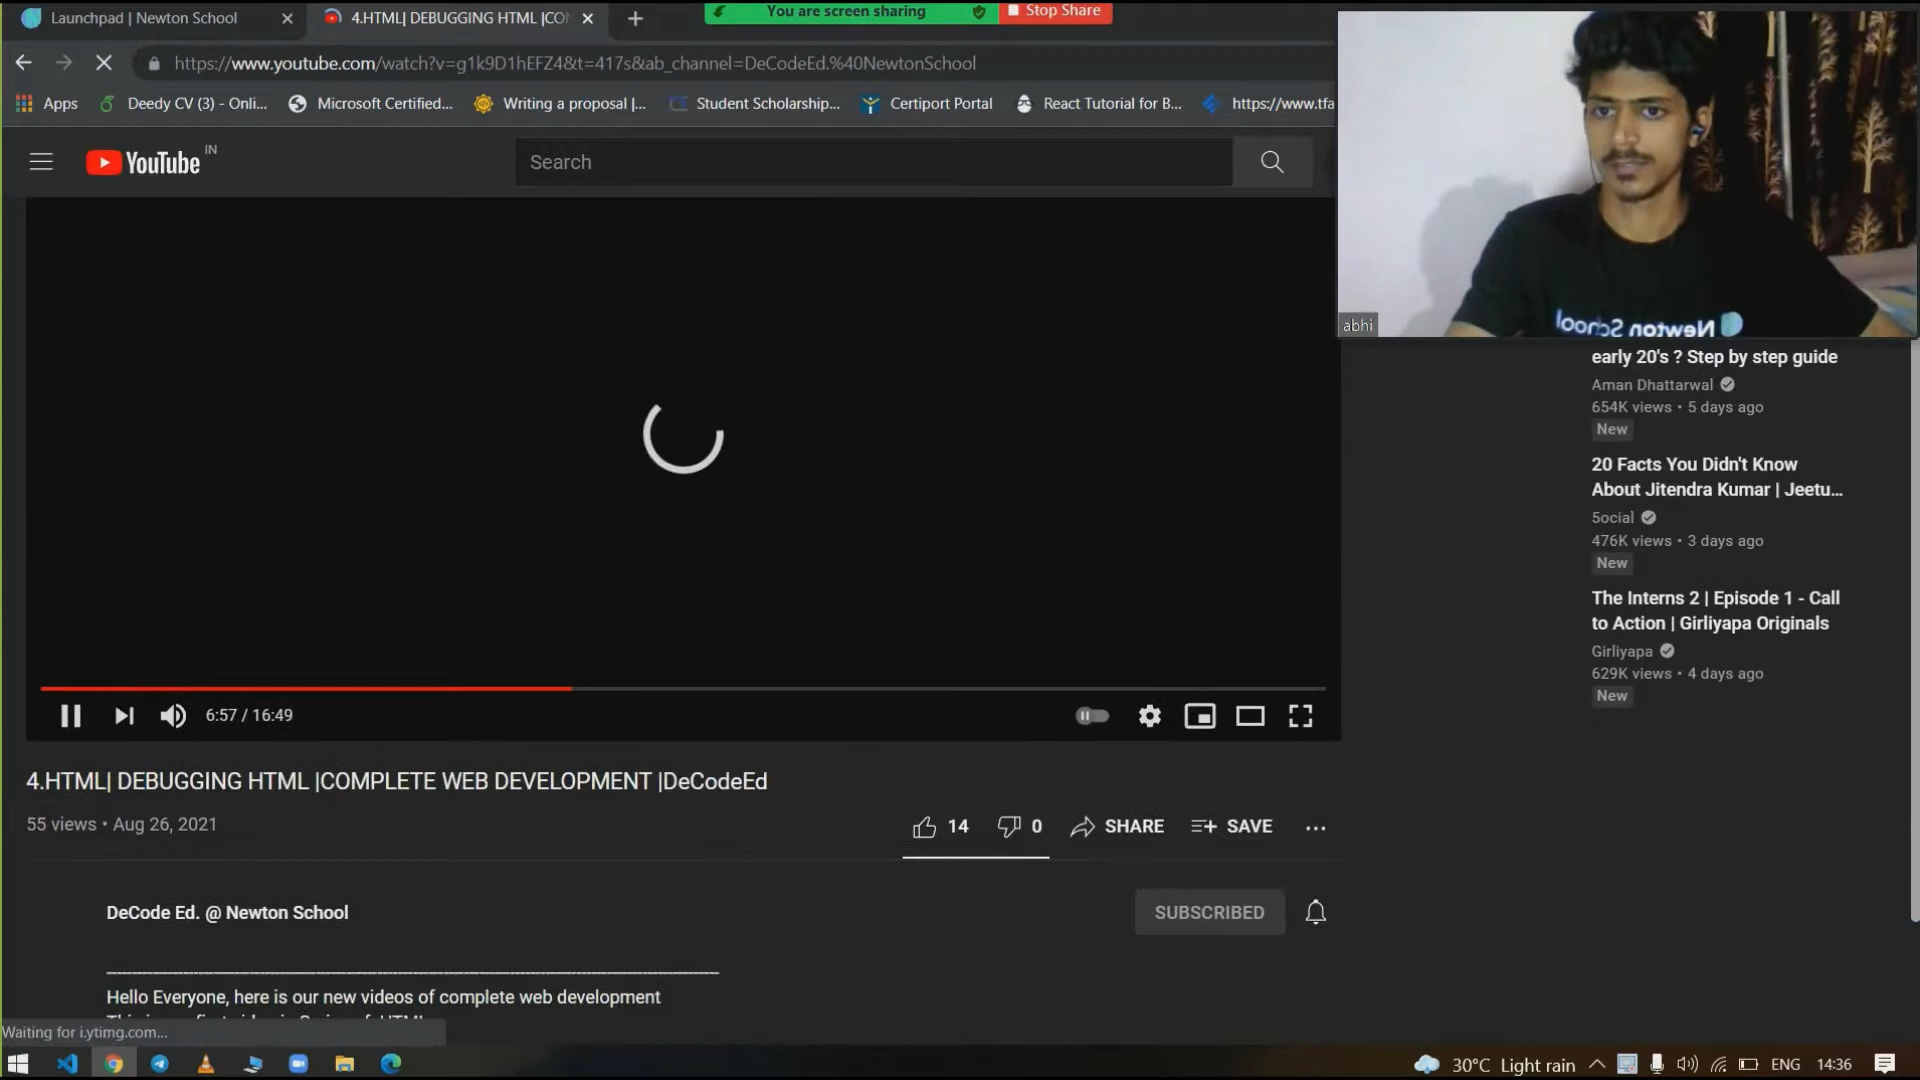 Launchpad | Newton School
4.HTML| DEBUGGING HTML |CO
You are screen sharing
Stop Share
https://www.youtube.com/watch?v=g1k9D1hEFZ4&t=417s&ab_channel=DeCodeEd.%40NewtonSchool
Apps
Deedy CV (3) - Onli...
Microsoft Certified...
Writing a proposal |...
Student Scholarship...
Certiport Portal
React Tutorial for B...
https://www.tfa
YouTube IN
Search
Newton School
abhi
early 20's ? Step by step guide
Aman Dhattarwal
654K views • 5 days ago
New
20 Facts You Didn't Know
About Jitendra Kumar | Jeetu...
5ocial
476K views • 3 days ago
New
The Interns 2 | Episode 1 - Call
to Action | Girliyapa Originals
Girliyapa
629K views • 4 days ago
New
6:57 / 16:49
4.HTML| DEBUGGING HTML |COMPLETE WEB DEVELOPMENT |DeCodeEd
55 views • Aug 26, 2021
14
0
SHARE
SAVE
DeCode Ed. @ Newton School
SUBSCRIBED
Hello Everyone, here is our new videos of complete web development
Waiting for i.ytimg.com...
30°C Light rain
ENG
14:36